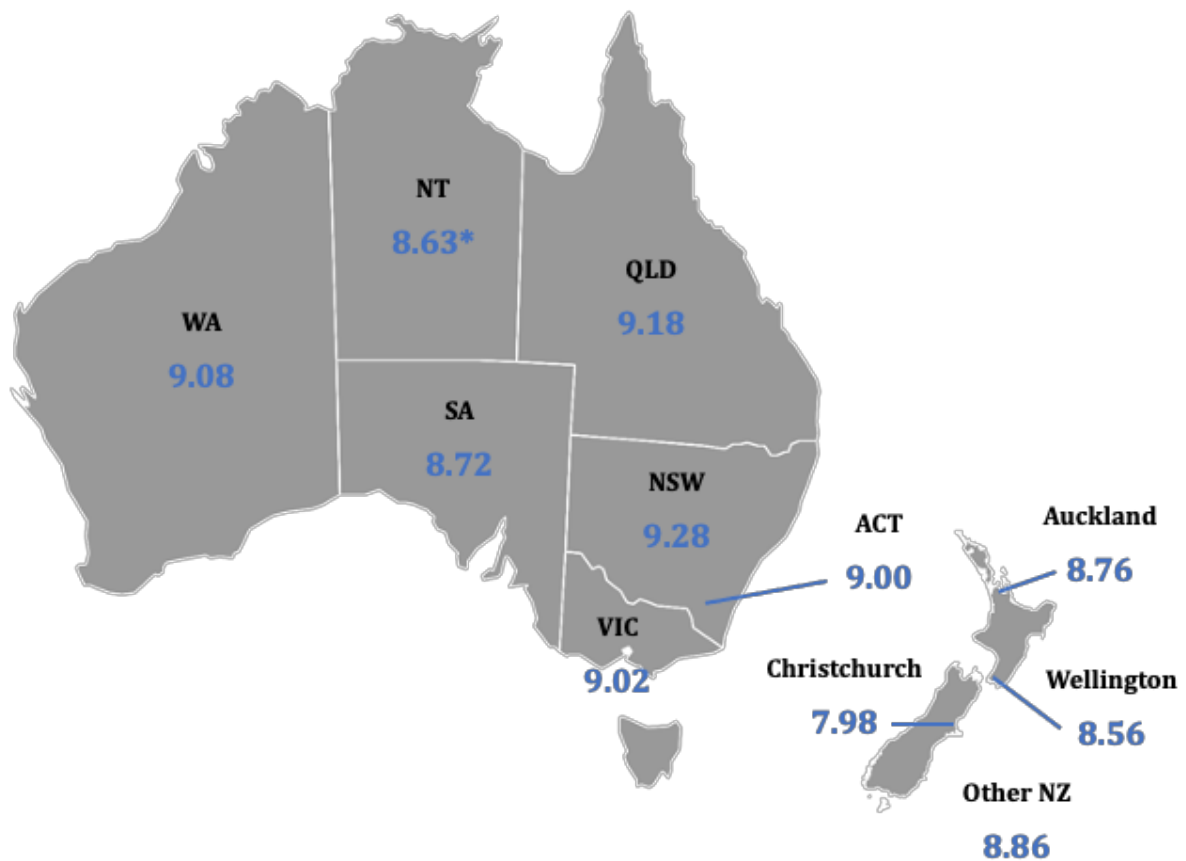 NT
8.63*
QLD
9.18
WA
9.08
SA
8.72
NSW
9.28
ACT
9.00
Auckland
8.76
VIC
9.02
Christchurch
7.98
Wellington
8.56
Other NZ
8.86